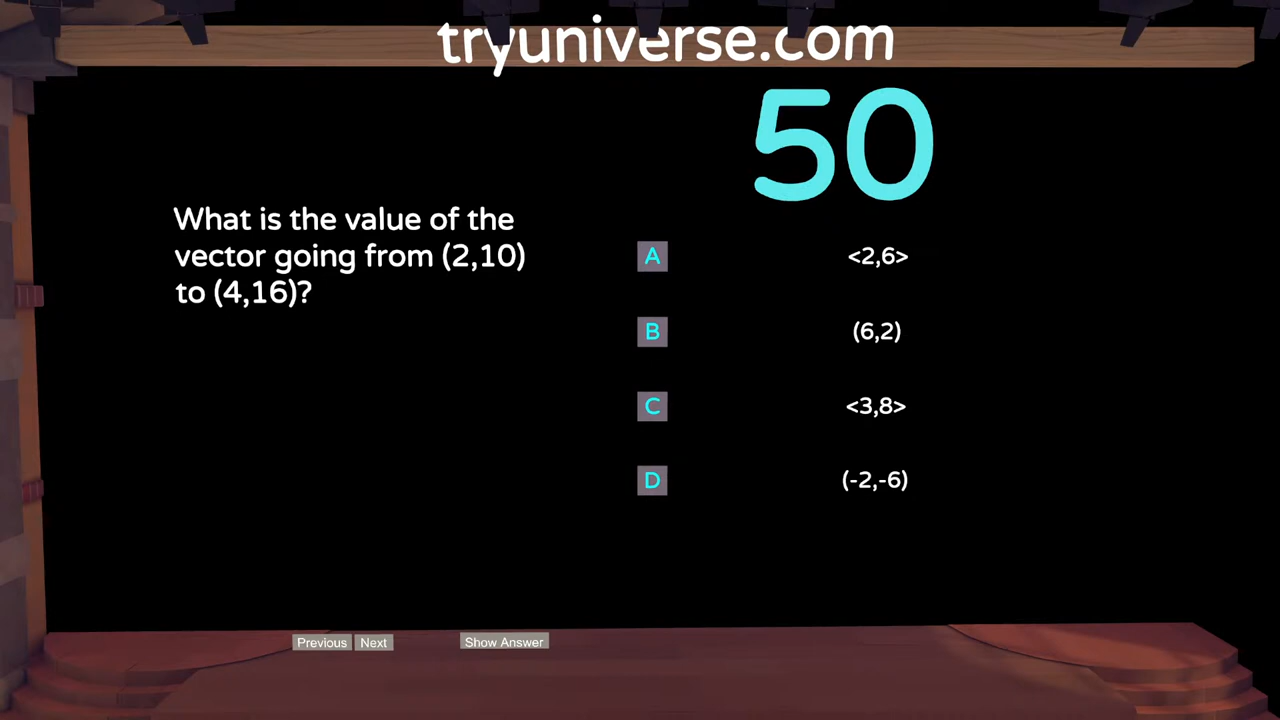 tryuniverse.com
50
What is the value of the
vector going from (2,10)
to (4,16)?
A <2,6>
B (6,2)
C <3,8>
D (-2,-6)
Previous Next Show Answer